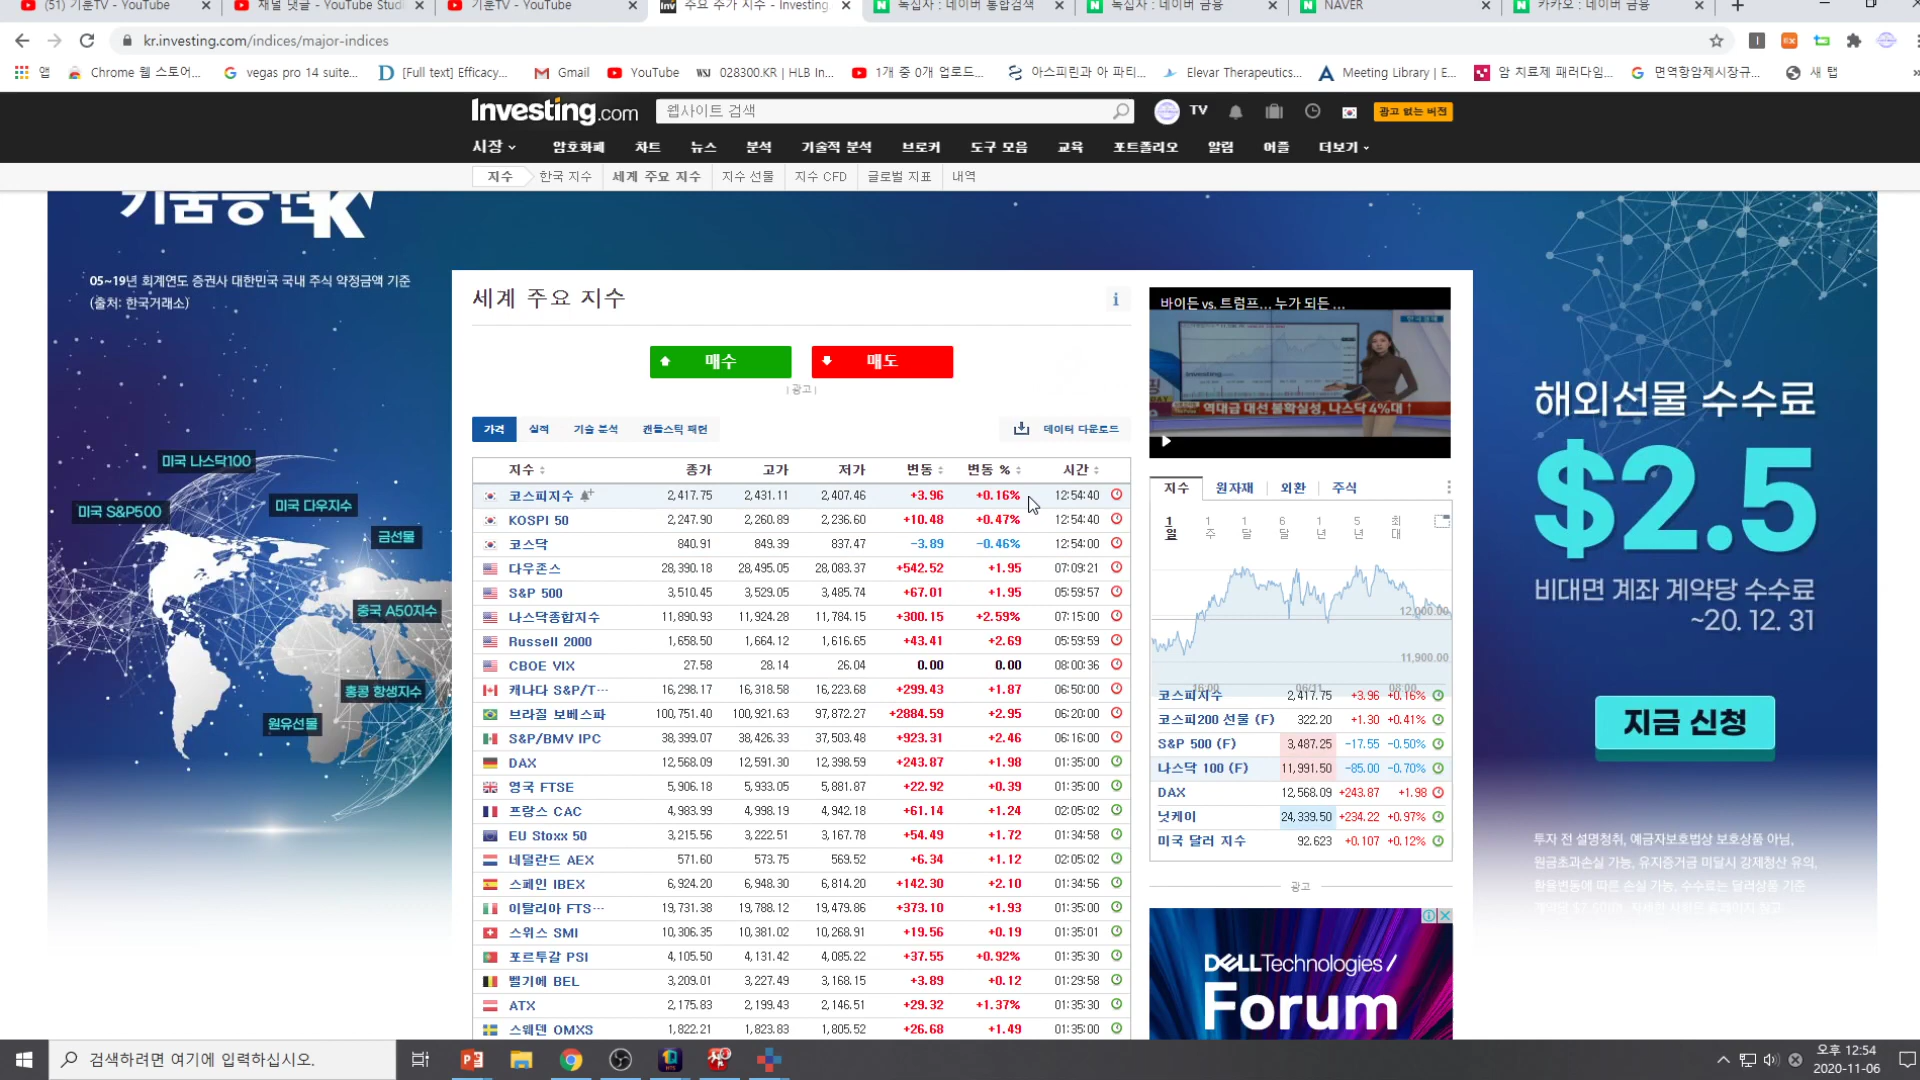 (51) 기룬TV - YouTube
채널 댓글 - YouTube Studi
기룬TV - YouTube
주요 주가 지수 - Investing
녹십자 : 네이버 통합검색
녹십자 : 네이버 금융
NAVER
카카오 : 네이버 금융
kr.investing.com/indices/major-indices
앱
Chrome 웹 스토어...
vegas pro 14 suite...
[Full text] Efficacy...
Gmail
YouTube
028300.KR | HLB In...
1개 중 0개 업로드...
아스피린과 아 파티...
Elevar Therapeutics...
Meeting Library | E...
암 치료제 패러다임...
면역항암제시장규...
새 탭
Investing.com
웹사이트 검색
TV
광고 없는 버전
시장 암호화폐 차트 뉴스 분석 기술적 분석 브로커 도구 모음 교육 포트폴리오 알림 어플 더보기
지수 한국 지수 세계 주요 지수 지수 선물 지수 CFD 글로벌 지표 내역
05~19년 회계연도 증권사 대한민국 국내 주식 약정금액 기준
(출처: 한국거래소)
미국 나스닥100
미국 S&P500
미국 다우지수
금선물
중국 A50지수
홍콩 항생지수
원유선물
세계 주요 지수
매수
매도
| 광고 |
가격 실적 기술 분석 캔들스틱 패턴
데이터 다운로드
지수 종가 고가 저가 변동 변동 % 시간
코스피지수 2,417.75 2,431.11 2,407.46 +3.96 +0.16% 12:54:40
KOSPI 50 2,247.90 2,260.89 2,236.60 +10.48 +0.47% 12:54:40
코스닥 840.91 849.39 837.47 -3.89 -0.46% 12:54:00
다우존스 28,390.18 28,495.05 28,083.37 +542.52 +1.95 07:09:21
S&P 500 3,510.45 3,529.05 3,485.74 +67.01 +1.95 05:59:57
나스닥종합지수 11,890.93 11,924.28 11,784.15 +300.15 +2.59% 07:15:00
Russell 2000 1,658.50 1,664.12 1,616.65 +43.41 +2.69 05:59:59
CBOE VIX 27.58 28.14 26.04 0.00 0.00 08:00:36
캐나다 S&P/T... 16,298.17 16,318.58 16,223.68 +299.43 +1.87 06:50:00
브라질 보베스파 100,751.40 100,921.63 97,872.27 +2884.59 +2.95 06:20:00
S&P/BMV IPC 38,399.07 38,426.33 37,503.48 +923.31 +2.46 06:16:00
DAX 12,568.09 12,591.30 12,398.59 +243.87 +1.98 01:35:00
영국 FTSE 5,906.18 5,933.05 5,881.87 +22.92 +0.39 01:35:00
프랑스 CAC 4,983.99 4,998.19 4,942.18 +61.14 +1.24 02:05:02
EU Stoxx 50 3,215.56 3,222.51 3,167.78 +54.49 +1.72 01:34:58
네덜란드 AEX 571.60 573.75 569.52 +6.34 +1.12 02:05:02
스페인 IBEX 6,924.20 6,948.30 6,814.20 +142.30 +2.10 01:34:56
이탈리아 FTS... 19,731.38 19,788.12 19,479.86 +373.10 +1.93 01:35:00
스위스 SMI 10,306.35 10,381.02 10,268.91 +19.56 +0.19 01:35:01
포르투갈 PSI 4,105.50 4,131.42 4,085.22 +37.55 +0.92% 01:35:30
벨기에 BEL 3,209.01 3,227.49 3,168.15 +3.89 +0.12 01:29:58
ATX 2,175.83 2,199.43 2,146.51 +29.32 +1.37% 01:35:30
스웨덴 OMXS 1,822.21 1,823.83 1,805.52 +26.68 +1.49 01:35:00
바이든 vs. 트럼프... 누가 되든 ...
역대급 대선 불확실성, 나스닥 4%대 ↑
지수 원자재 외환 주식
1일 1주 1달 6달 1년 5년 최대
12,000.00
11,900.00
16:00 06/11 08:00
코스피지수 2,417.75 +3.96 +0.16%
코스피200 선물 (F) 322.20 +1.30 +0.41%
S&P 500 (F) 3,487.25 -17.55 -0.50%
나스닥 100 (F) 11,991.50 -85.00 -0.70%
DAX 12,568.09 +243.87 +1.98
닛케이 24,339.50 +234.22 +0.97%
미국 달러 지수 92.623 +0.107 +0.12%
광고
DELLTechnologies/
Forum
해외선물 수수료
$2.5
비대면 계좌 계약당 수수료
~20. 12. 31
지금 신청
투자 전 설명청취, 예금자보호법상 보호상품 아님,
원금초과손실 가능, 유지증거금 미달시 강제청산 유의,
환율변동에 따른 손실 가능, 수수료는 달러상품 기준
검색하려면 여기에 입력하십시오.
오후 12:54
2020-11-06